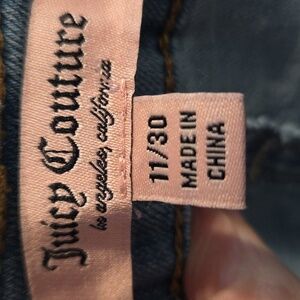 Juicy Couture
los angeles, california
11/30
MADE IN
CHINA